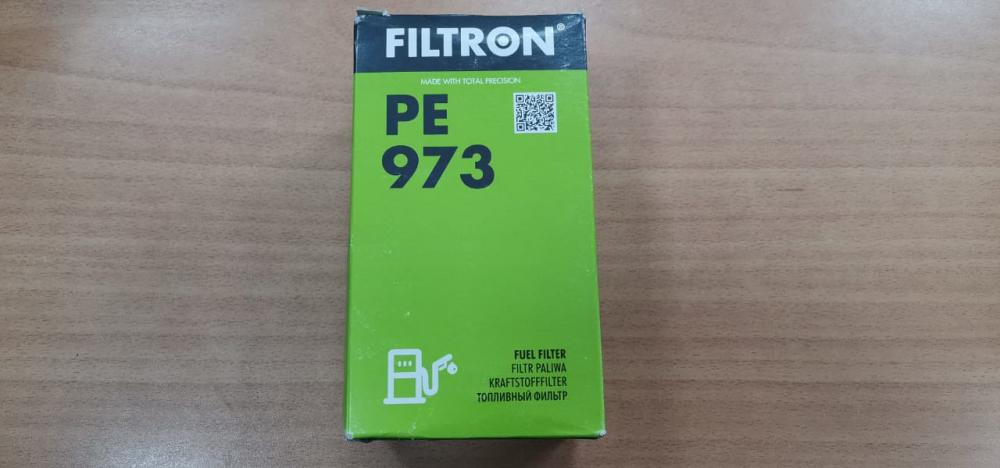 FILTRON®
MADE WITH TOTAL PRECISION
PE
973
FUEL FILTER
FILTR PALIWA
KRAFTSTOFFFILTER
ТОПЛИВНЫЙ ФИЛЬТР